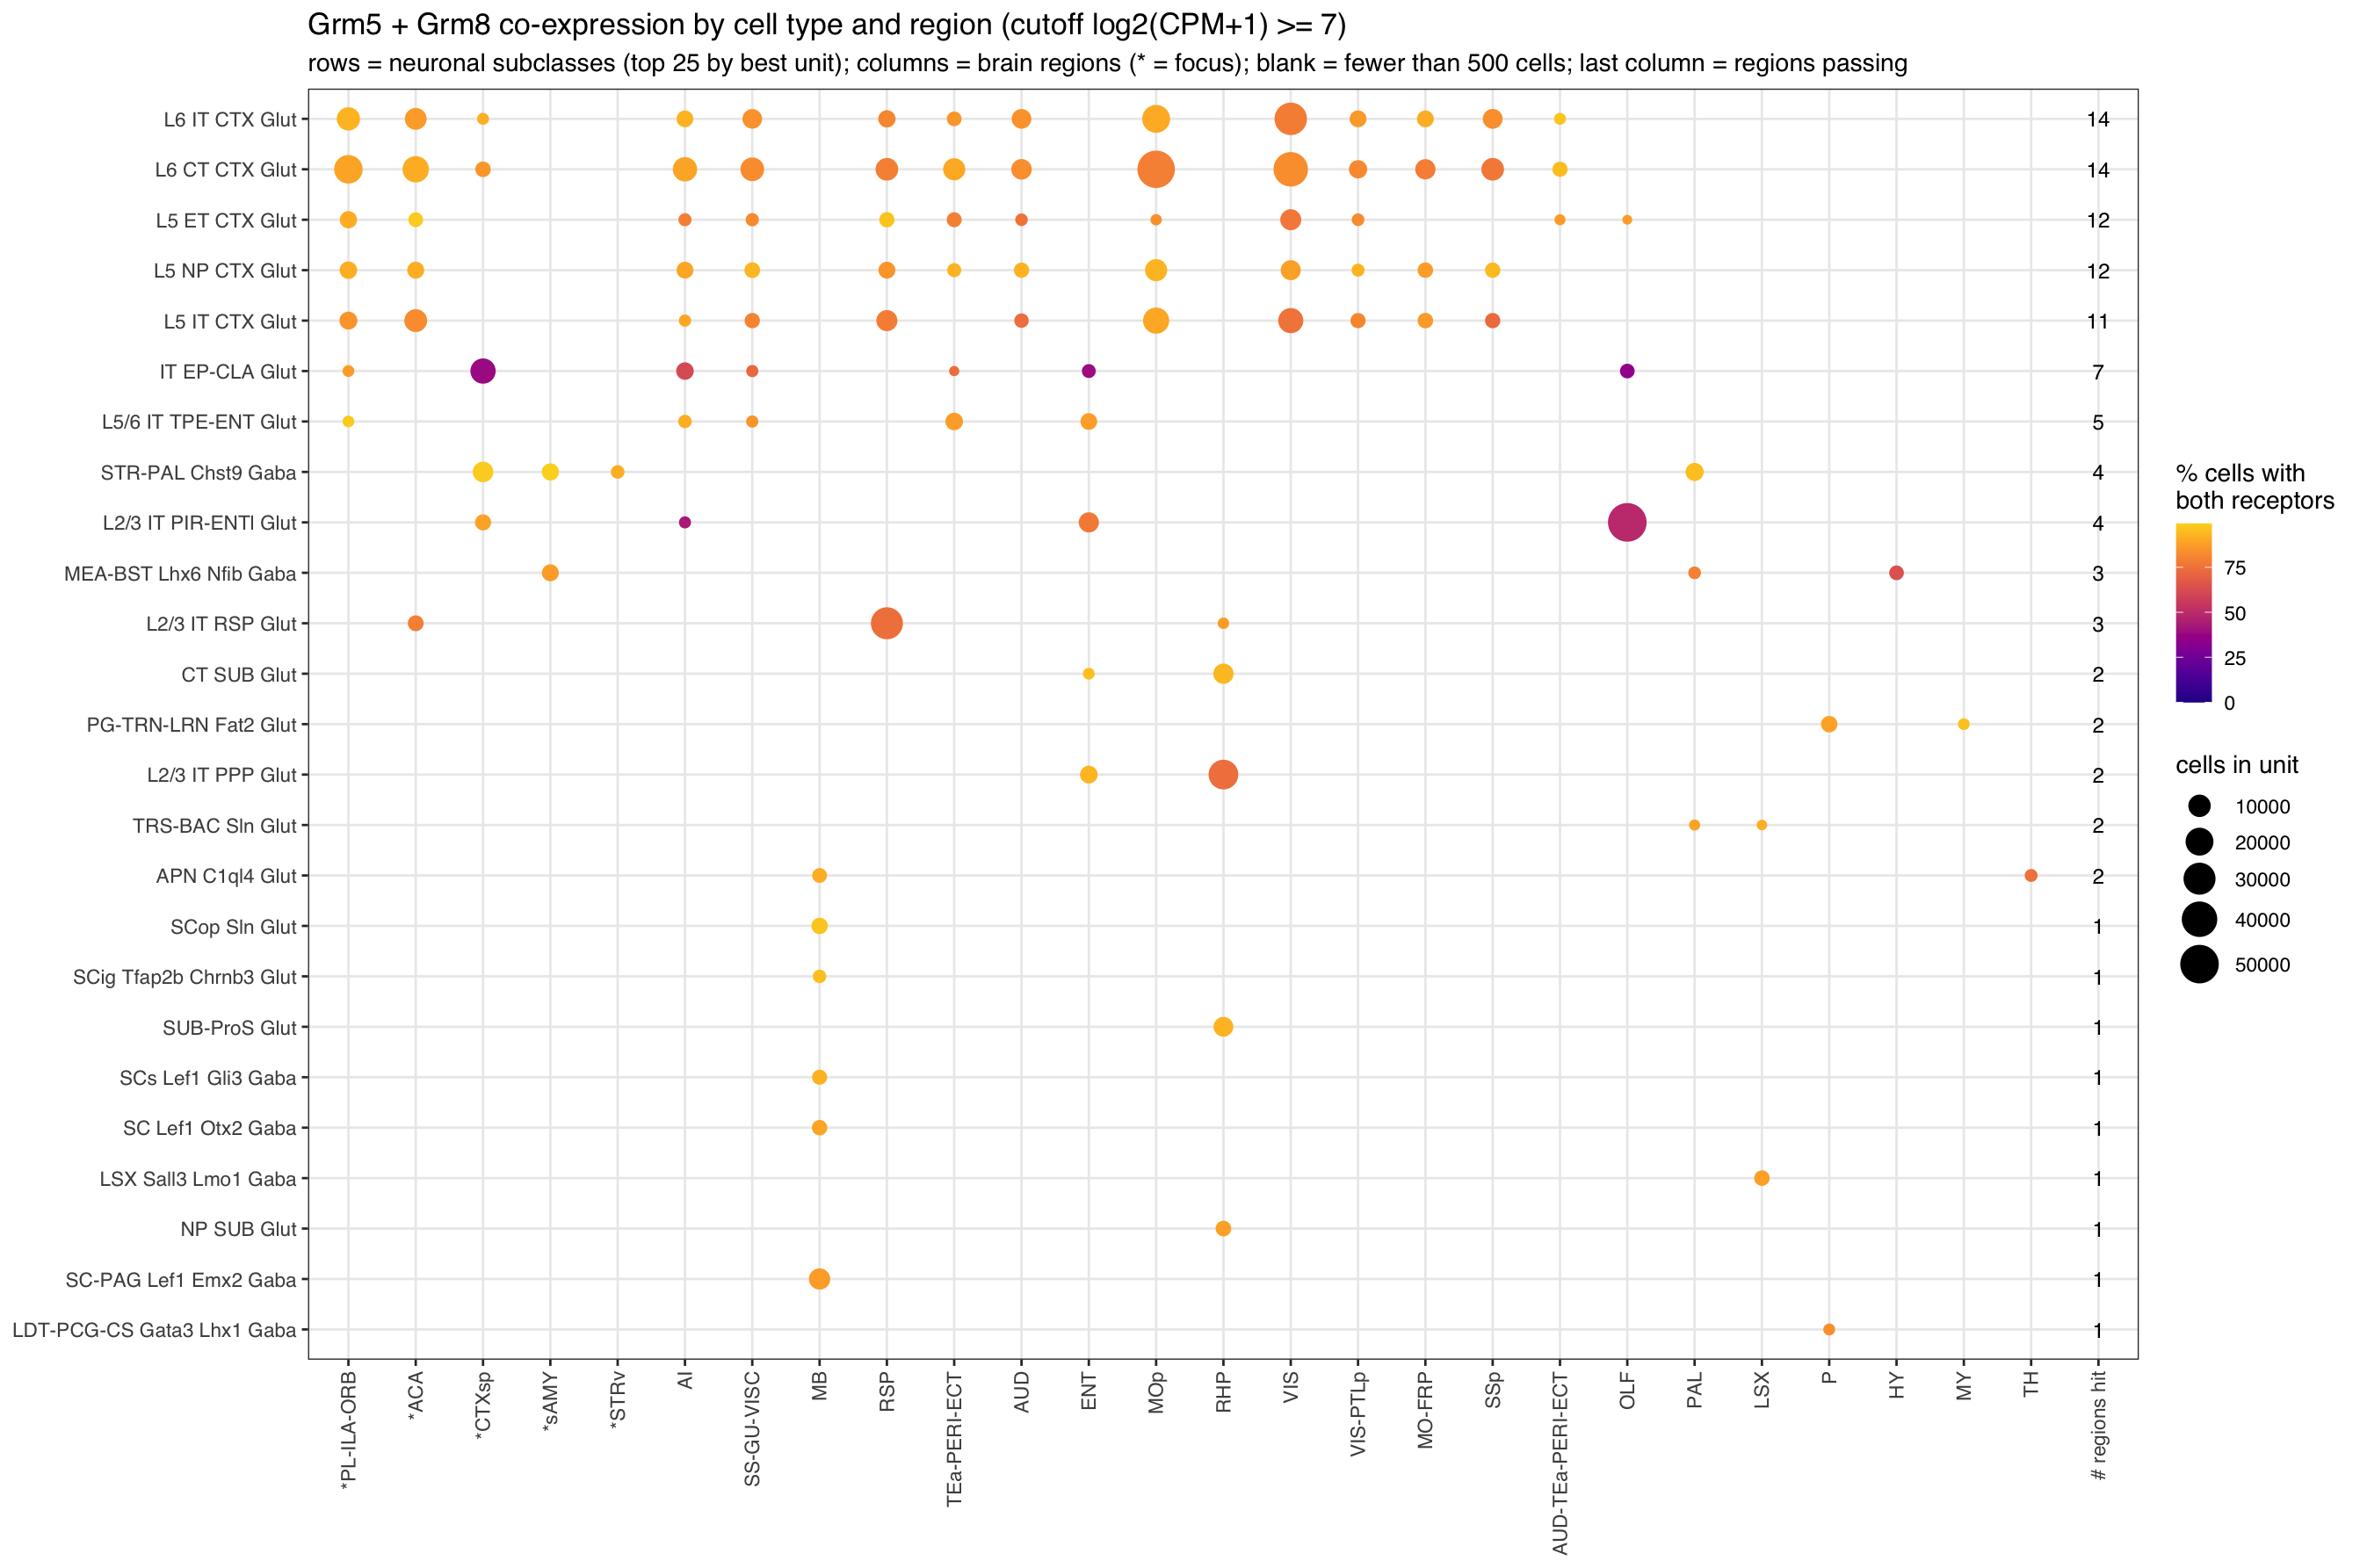 Grm5 + Grm8 co-expression by cell type and region (cutoff log2(CPM+1) >= 7)
rows = neuronal subclasses (top 25 by best unit); columns = brain regions (* = focus); blank = fewer than 500 cells; last column = regions passing
L6 IT CTX Glut 14
L6 CT CTX Glut 14
L5 ET CTX Glut 12
L5 NP CTX Glut 12
L5 IT CTX Glut 11
IT EP-CLA Glut 7
L5/6 IT TPE-ENT Glut 5
STR-PAL Chst9 Gaba 4
L2/3 IT PIR-ENTl Glut 4
MEA-BST Lhx6 Nfib Gaba 3
L2/3 IT RSP Glut 3
CT SUB Glut 2
PG-TRN-LRN Fat2 Glut 2
L2/3 IT PPP Glut 2
TRS-BAC Sln Glut 2
APN C1ql4 Glut 2
SCop Sln Glut 1
SCig Tfap2b Chrnb3 Glut 1
SUB-ProS Glut 1
SCs Lef1 Gli3 Gaba 1
SC Lef1 Otx2 Gaba 1
LSX Sall3 Lmo1 Gaba 1
NP SUB Glut 1
SC-PAG Lef1 Emx2 Gaba 1
LDT-PCG-CS Gata3 Lhx1 Gaba 1
*PL-ILA-ORB
*ACA
*CTXsp
*sAMY
*STRv
AI
SS-GU-VISC
MB
RSP
TEa-PERI-ECT
AUD
ENT
MOp
RHP
VIS
VIS-PTLp
MO-FRP
SSp
AUD-TEa-PERI-ECT
OLF
PAL
LSX
P
HY
MY
TH
# regions hit
% cells with
both receptors
75
50
25
0
cells in unit
10000
20000
30000
40000
50000